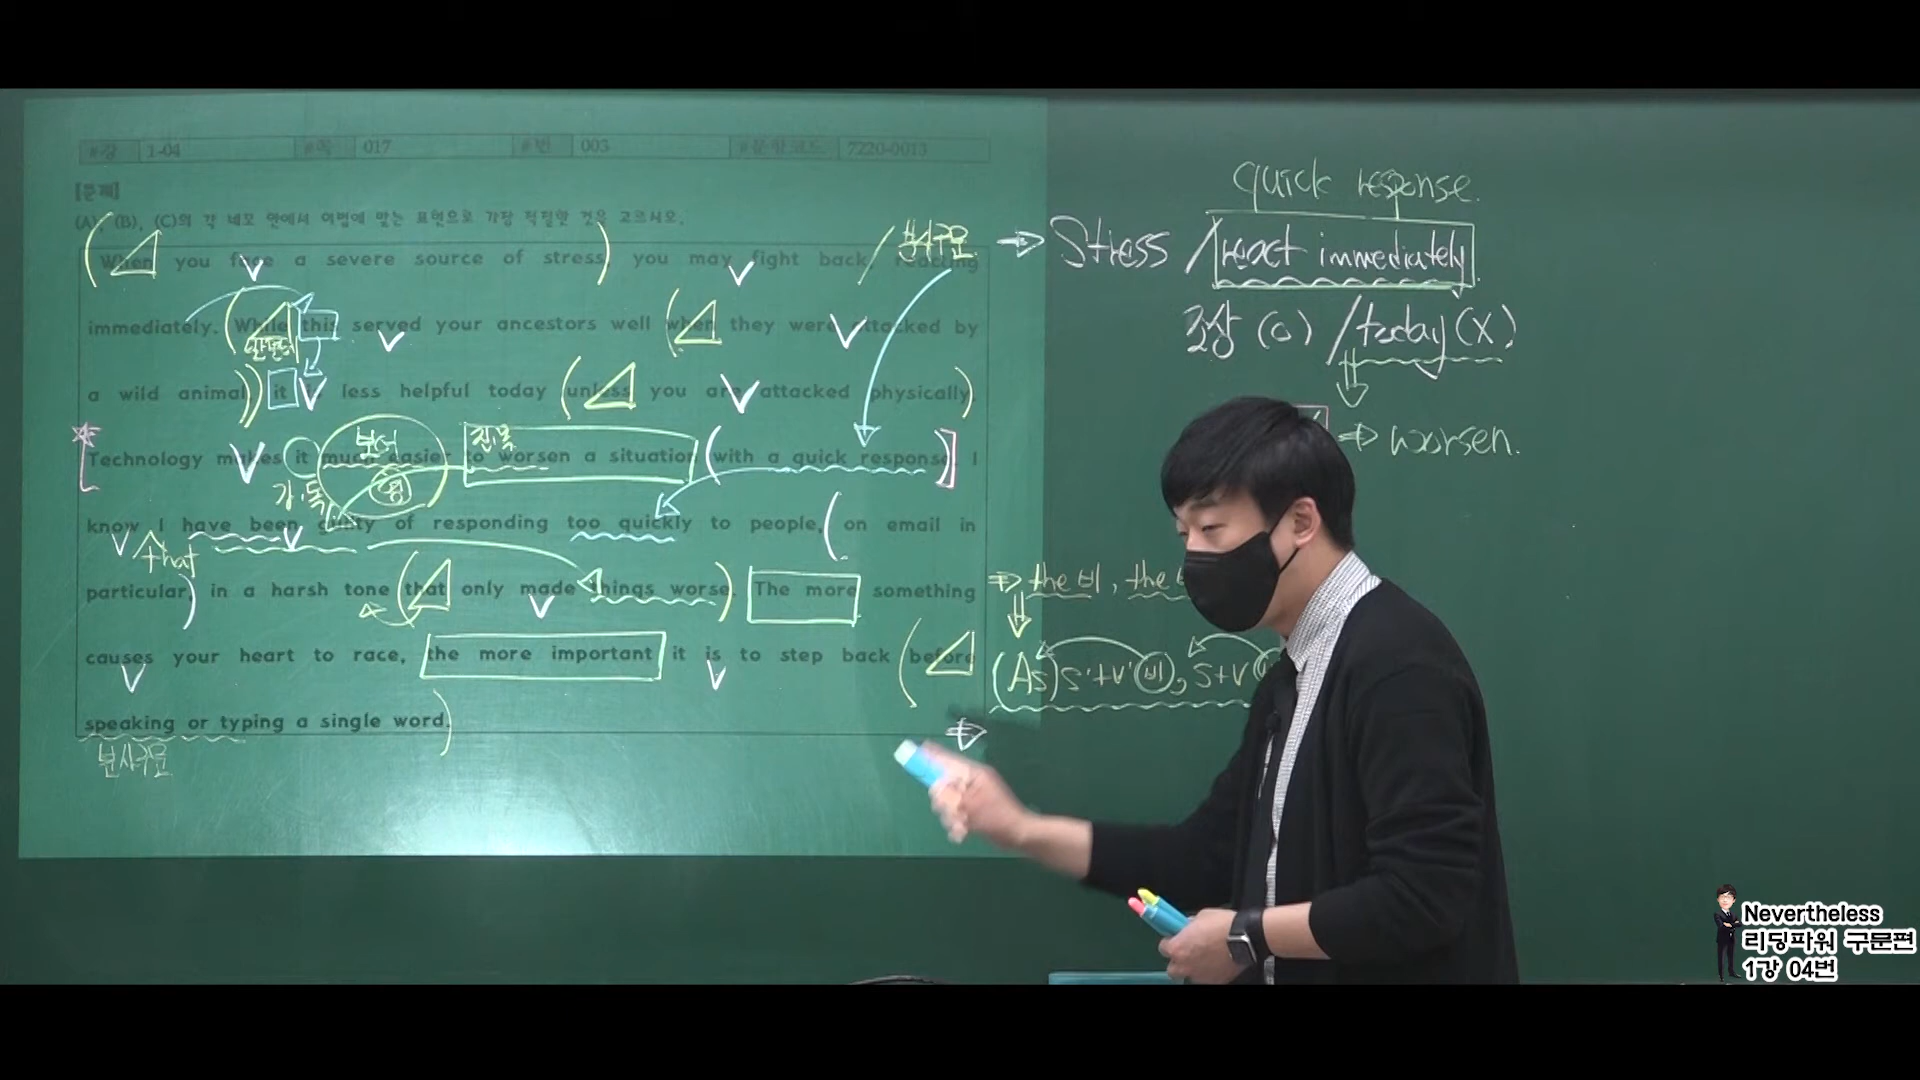 #강 1-04 #쪽 017 #번 003 #문항코드 7220-0013
[문제]
(A), (B), (C)의 각 네모 안에서 어법에 맞는 표현으로 가장 적절한 것을 고르시오.
When you face a severe source of stress, you may fight back, reacting
immediately. While this served your ancestors well when they were attacked by
a wild animal, it is less helpful today unless you are attacked physically.
Technology makes it much easier to worsen a situation with a quick response. I
know I have been guilty of responding too quickly to people, on email in
particular, in a harsh tone that only made things worse. The more something
causes your heart to race, the more important it is to step back before
speaking or typing a single word.
분사구문
분사구문
보어
진.목
가.목
형
that
quick response.
Stress / react immediately
조상 (o) / today (X)
worsen.
the 비, the
(As) s'+v' 비, s+v
Nevertheless
리딩파워 구문편
1강 04번